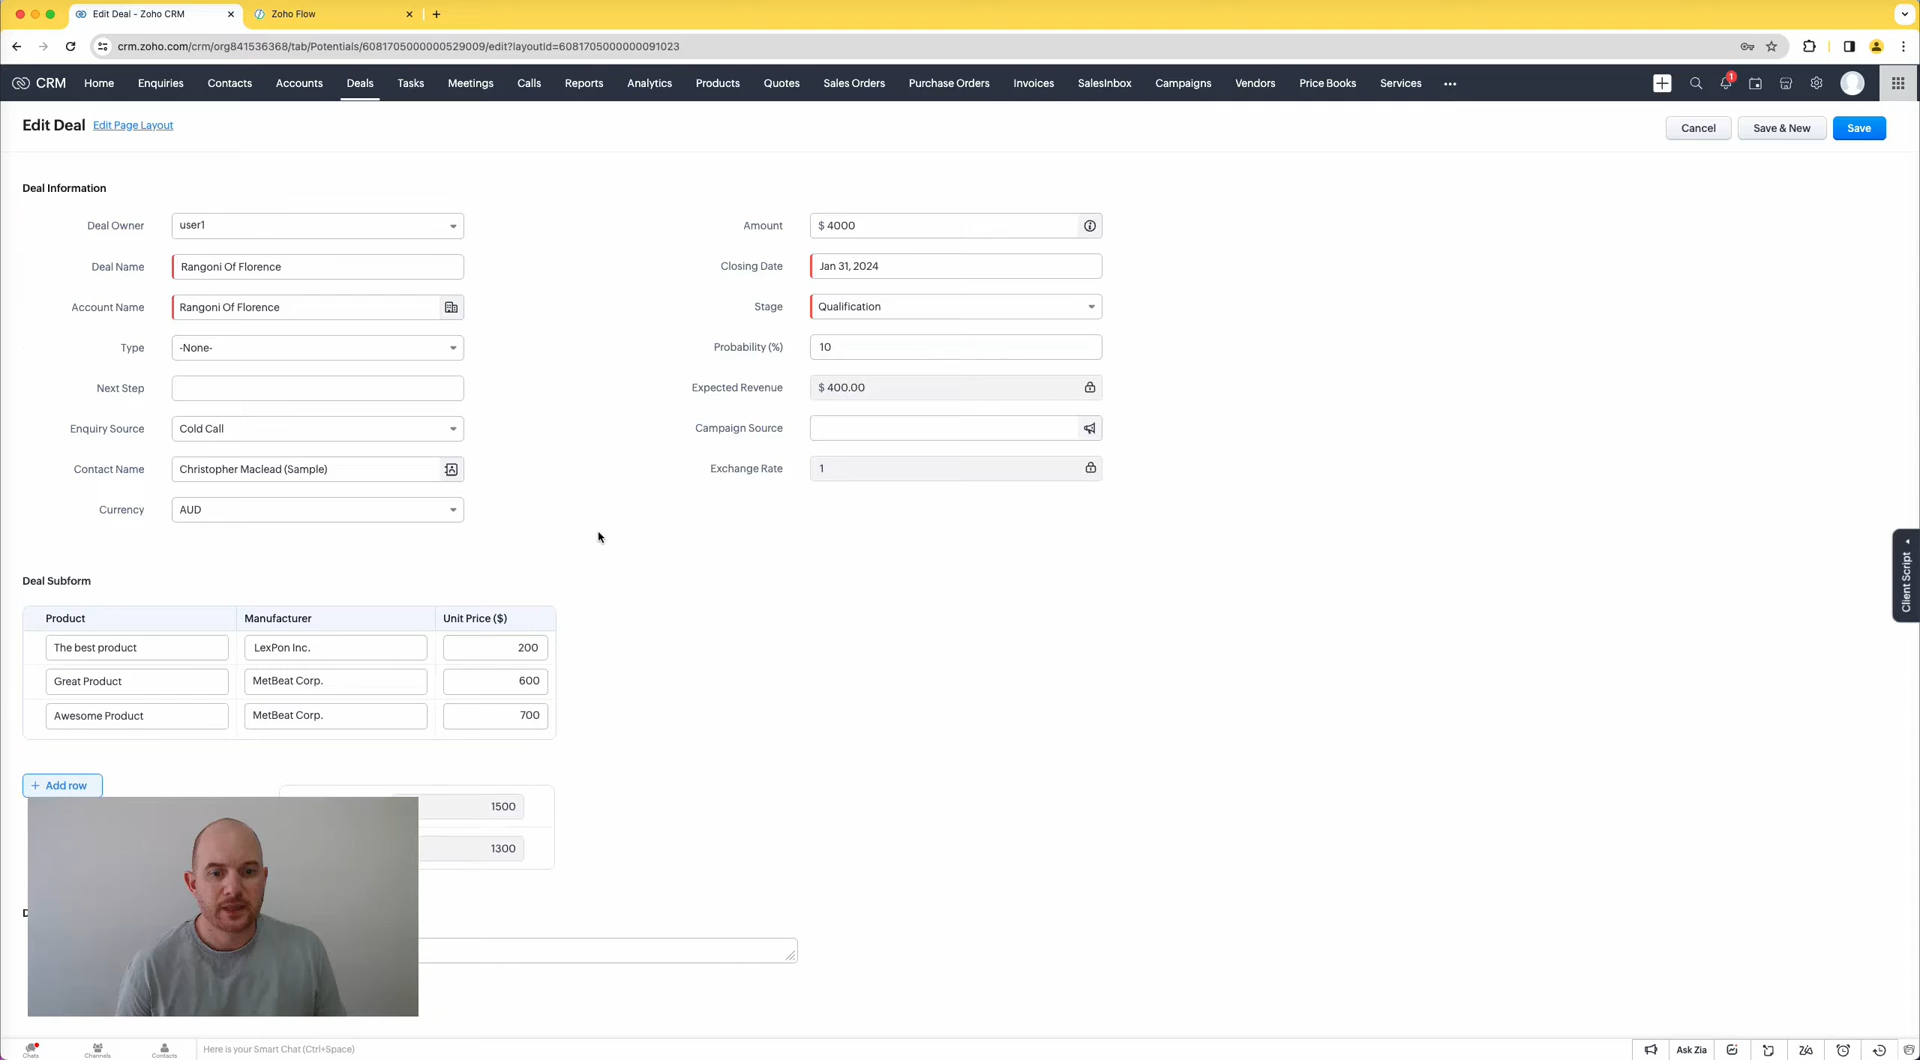 Edit Deal - Zoho CRM
Zoho Flow
crm.zoho.com/crm/org841536368/tab/Potentials/6081705000000529009/edit?layoutId=6081705000000091023
CRM Home Enquiries Contacts Accounts Deals Tasks Meetings Calls Reports Analytics Products Quotes Sales Orders Purchase Orders Invoices SalesInbox Campaigns Vendors Price Books Services ••• 1
Edit Deal Edit Page Layout
Cancel Save & New Save
Deal Information
Deal Owner user1
Amount $ 4000
Deal Name Rangoni Of Florence
Closing Date Jan 31, 2024
Account Name Rangoni Of Florence
Stage Qualification
Type -None-
Probability (%) 10
Next Step
Expected Revenue $ 400.00
Enquiry Source Cold Call
Campaign Source
Contact Name Christopher Maclead (Sample)
Exchange Rate 1
Currency AUD
Client Script
Deal Subform
Product Manufacturer Unit Price ($)
The best product LexPon Inc. 200
Great Product MetBeat Corp. 600
Awesome Product MetBeat Corp. 700
+ Add row
1500
1300
Chats Channels Contacts Here is your Smart Chat (Ctrl+Space) Ask Zia